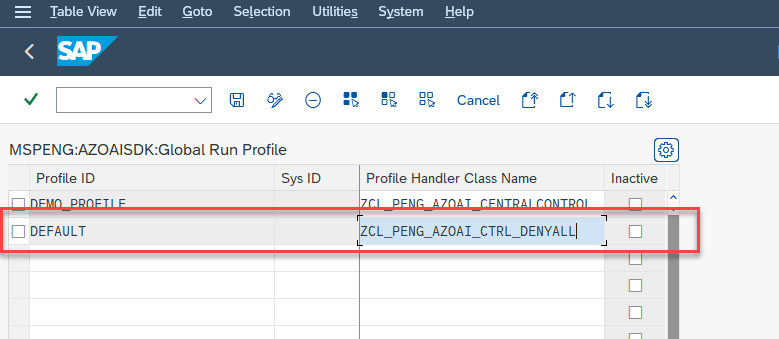 Table View Edit Goto Selection Utilities System Help
SAP
Cancel
MSPENG:AZOAISDK:Global Run Profile
Profile ID Sys ID Profile Handler Class Name Inactive
DEMO_PROFILE ZCL_PENG_AZOAI_CENTRALCONTROL
DEFAULT ZCL_PENG_AZOAI_CTRL_DENYALL